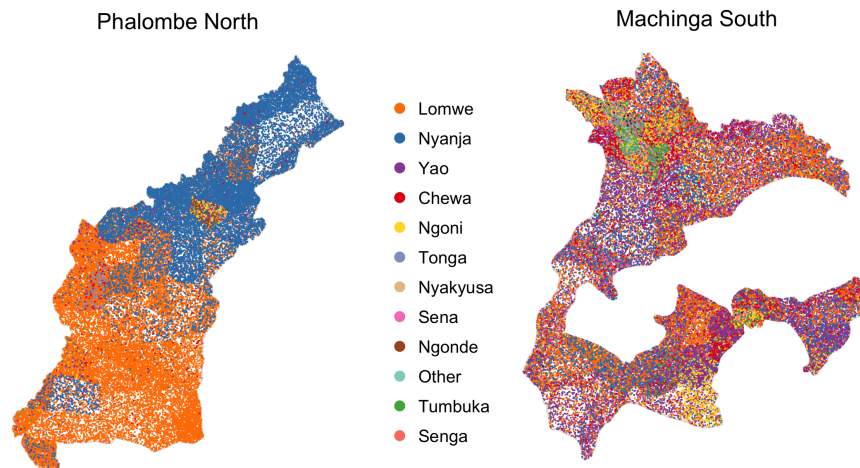 Phalombe North
Machinga South
Lomwe
Nyanja
Yao
Chewa
Ngoni
Tonga
Nyakyusa
Sena
Ngonde
Other
Tumbuka
Senga